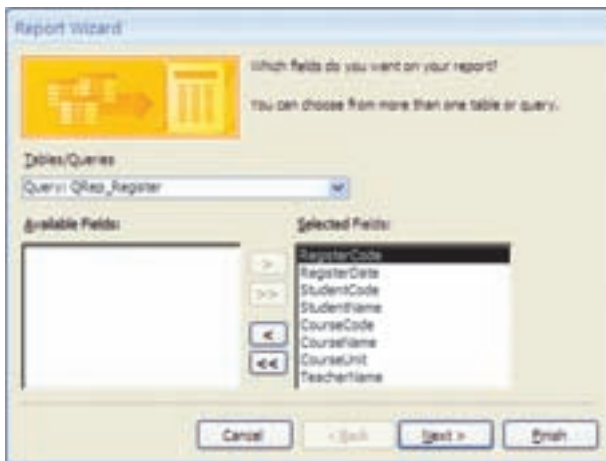 Report Wizard
Which fields do you want on your report?
You can choose from more than one table or query.
Tables/Queries
Query: QRep_Register
Available Fields:
Selected Fields:
>
>>
<
<<
RegisterCode
RegisterDate
StudentCode
StudentName
CourseCode
CourseName
CourseUnit
TeacherName
Cancel
< Back
Next >
Finish